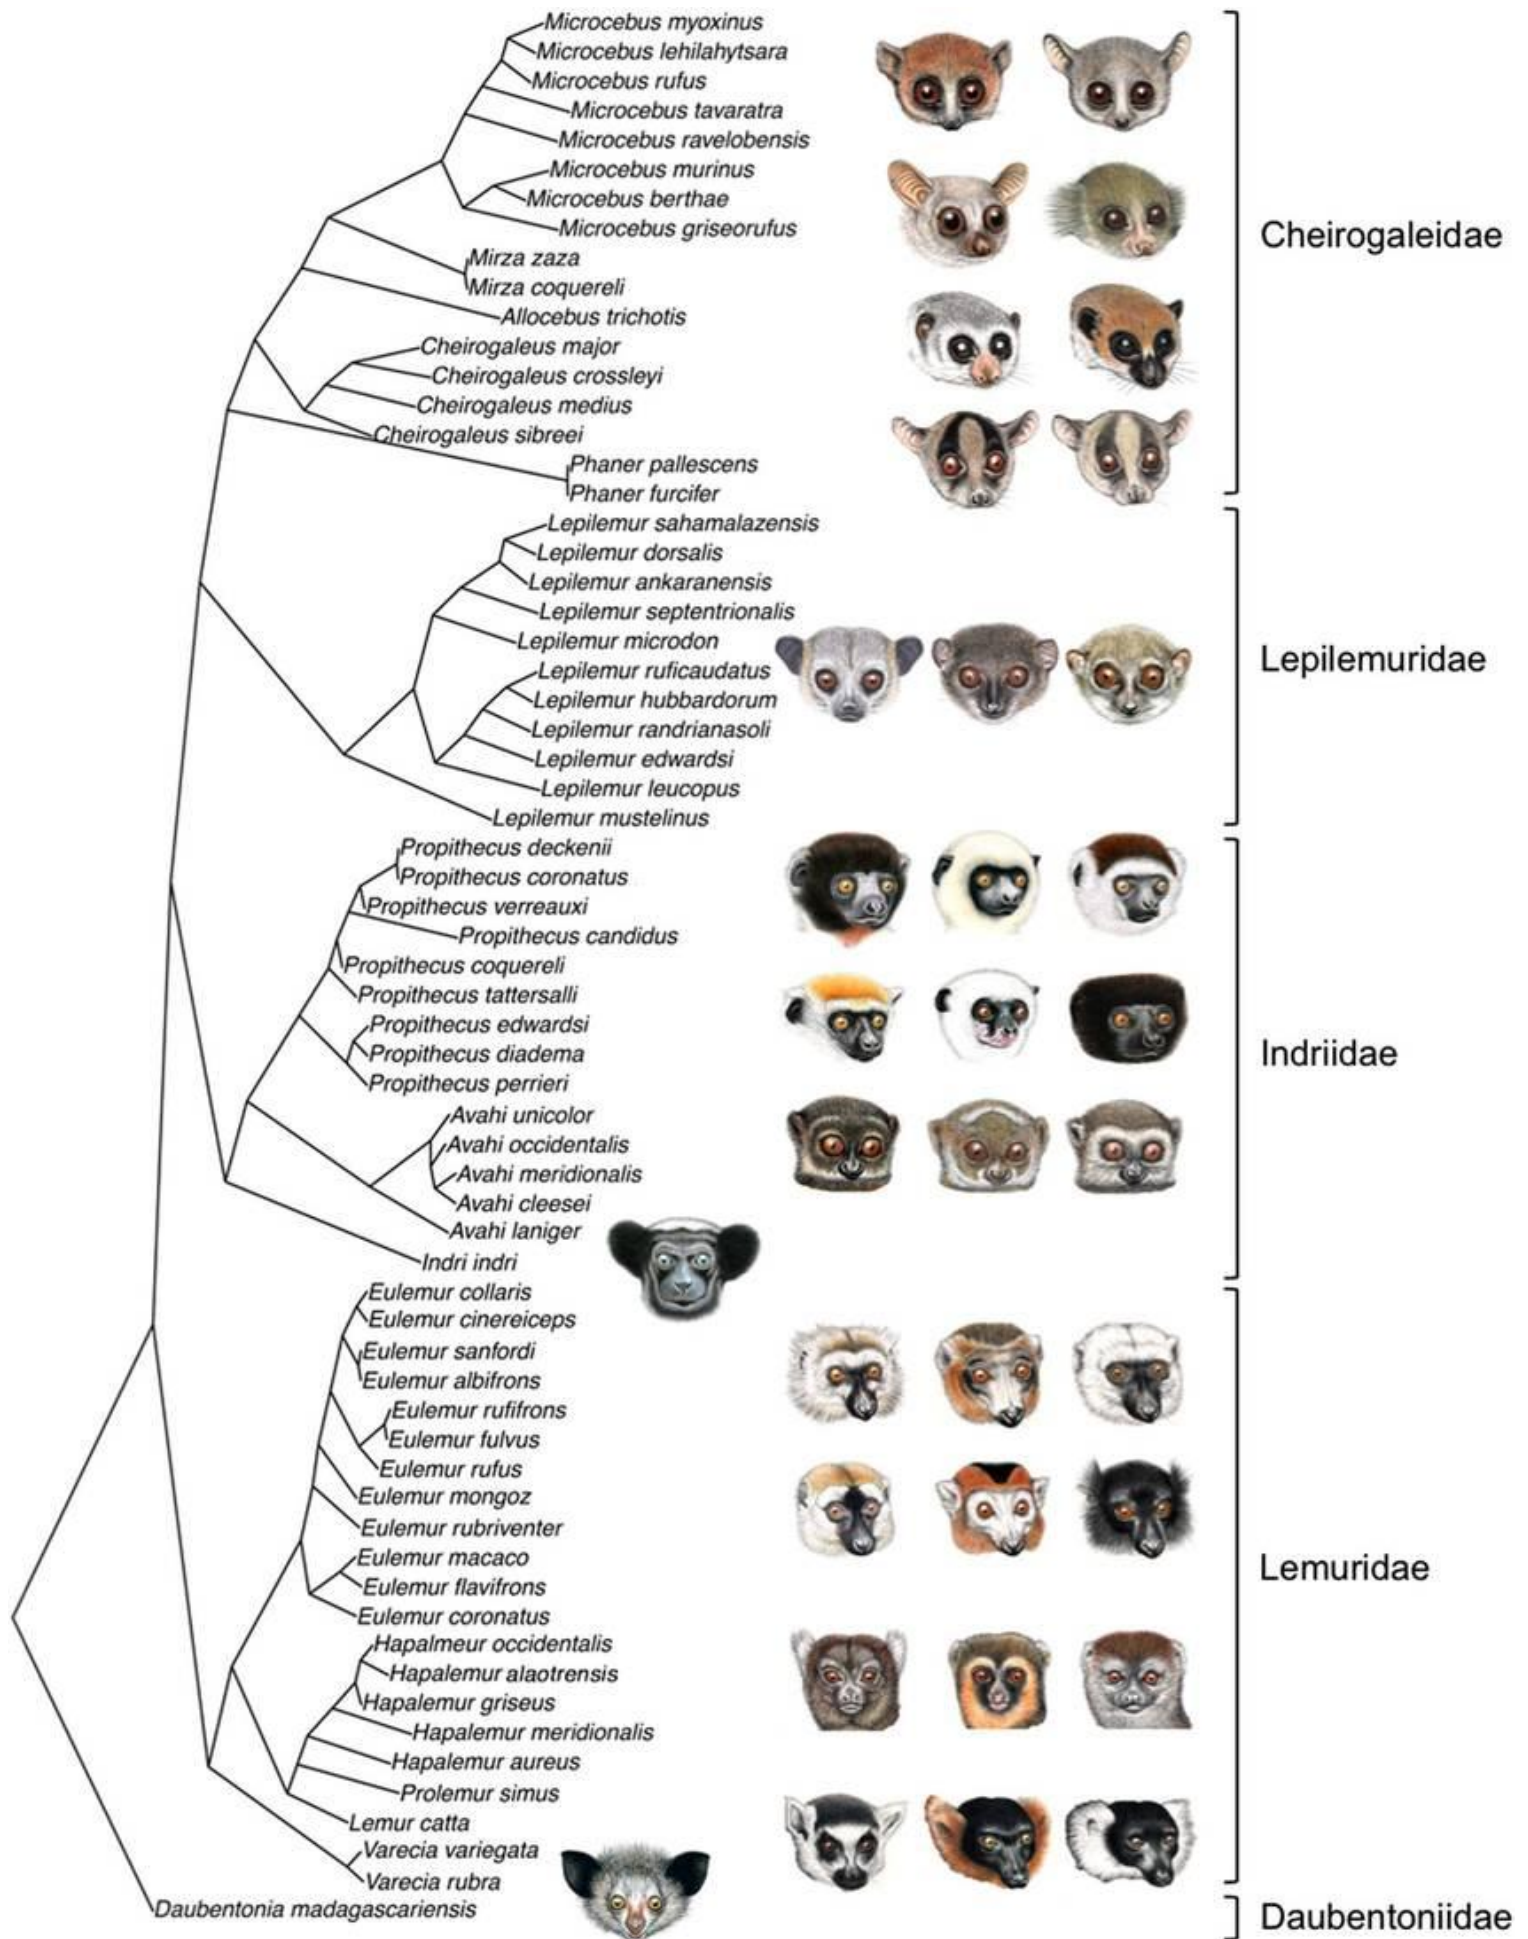 Microcebus myoxinus
Microcebus lehilahytsara
Microcebus rufus
Microcebus tavaratra
Microcebus ravelobensis
Microcebus murinus
Microcebus berthae
Microcebus griseorufus
Cheirogaleidae
Mirza zaza
Mirza coquereli
Allocebus trichotis
Cheirogaleus major
Cheirogaleus crossleyi
Cheirogaleus medius
Cheirogaleus sibreei
Phaner pallescens
Phaner furcifer
Lepilemur sahamalazensis
Lepilemur dorsalis
Lepilemur ankaranensis
Lepilemur septentrionalis
Lepilemur microdon
Lepilemuridae
Lepilemur ruficaudatus
Lepilemur hubbardorum
Lepilemur randrianasoli
Lepilemur edwardsi
Lepilemur leucopus
Lepilemur mustelinus
Propithecus deckenii
Propithecus coronatus
Propithecus verreauxi
Propithecus candidus
Propithecus coquereli
Propithecus tattersalli
Propithecus edwardsi
Propithecus diadema
Indriidae
Propithecus perrieri
Avahi unicolor
Avahi occidentalis
Avahi meridionalis
Avahi cleesei
Avahi laniger
Indri indri
Eulemur collaris
Eulemur cinereiceps
Eulemur sanfordi
Eulemur albifrons
Eulemur rufifrons
Eulemur fulvus
Eulemur rufus
Eulemur mongoz
Eulemur rubriventer
Eulemur macaco
Lemuridae
Eulemur flavifrons
Eulemur coronatus
Hapalmeur occidentalis
Hapalemur alaotrensis
Hapalemur griseus
Hapalemur meridionalis
Hapalemur aureus
Prolemur simus
Lemur catta
Varecia variegata
Varecia rubra
Daubentonia madagascariensis
Daubentoniidae